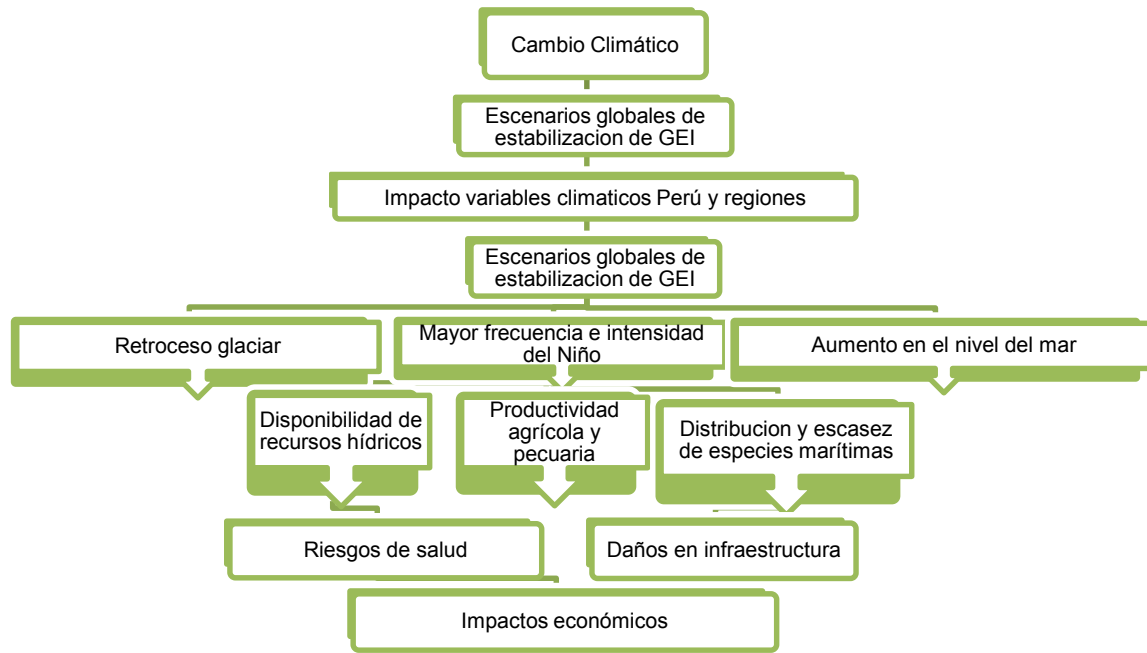 Cambio Climático
Escenarios globales de
estabilizacion de GEI
Impacto variables climaticos Perú y regiones
Escenarios globales de
estabilizacion de GEI
Retroceso glaciar
Mayor frecuencia e intensidad
del Niño
Aumento en el nivel del mar
Disponibilidad de
recursos hídricos
Productividad
agrícola y
pecuaria
Distribucion y escasez
de especies marítimas
Riesgos de salud
Daños en infraestructura
Impactos económicos